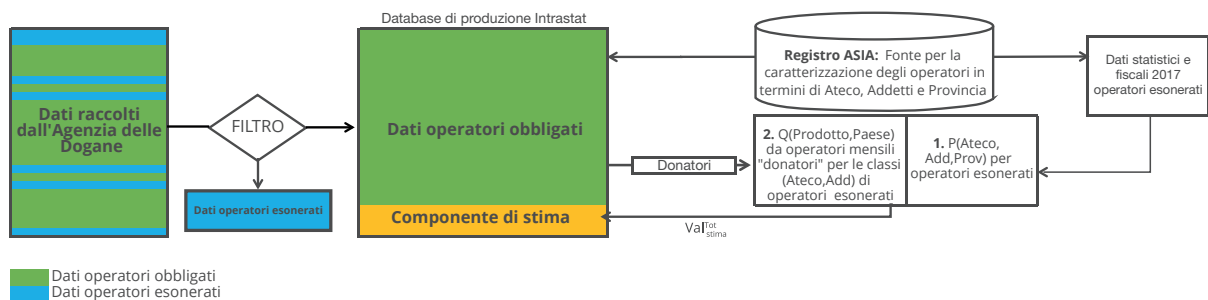 Database di produzione Intrastat
Dati raccolti
dall'Agenzia delle
Dogane
FILTRO
Dati operatori esonerati
Dati operatori obbligati
Componente di stima
Registro ASIA: Fonte per la
caratterizzazione degli operatori in
termini di Ateco, Addetti e Provincia
Dati statistici e
fiscali 2017
operatori esonerati
Donatori
2. Q(Prodotto,Paese)
da operatori mensili
"donatori" per le classi
(Ateco,Add) di
operatori esonerati
1. P(Ateco,
Add,Prov) per
operatori esonerati
Val Tot stima
Dati operatori obbligati
Dati operatori esonerati